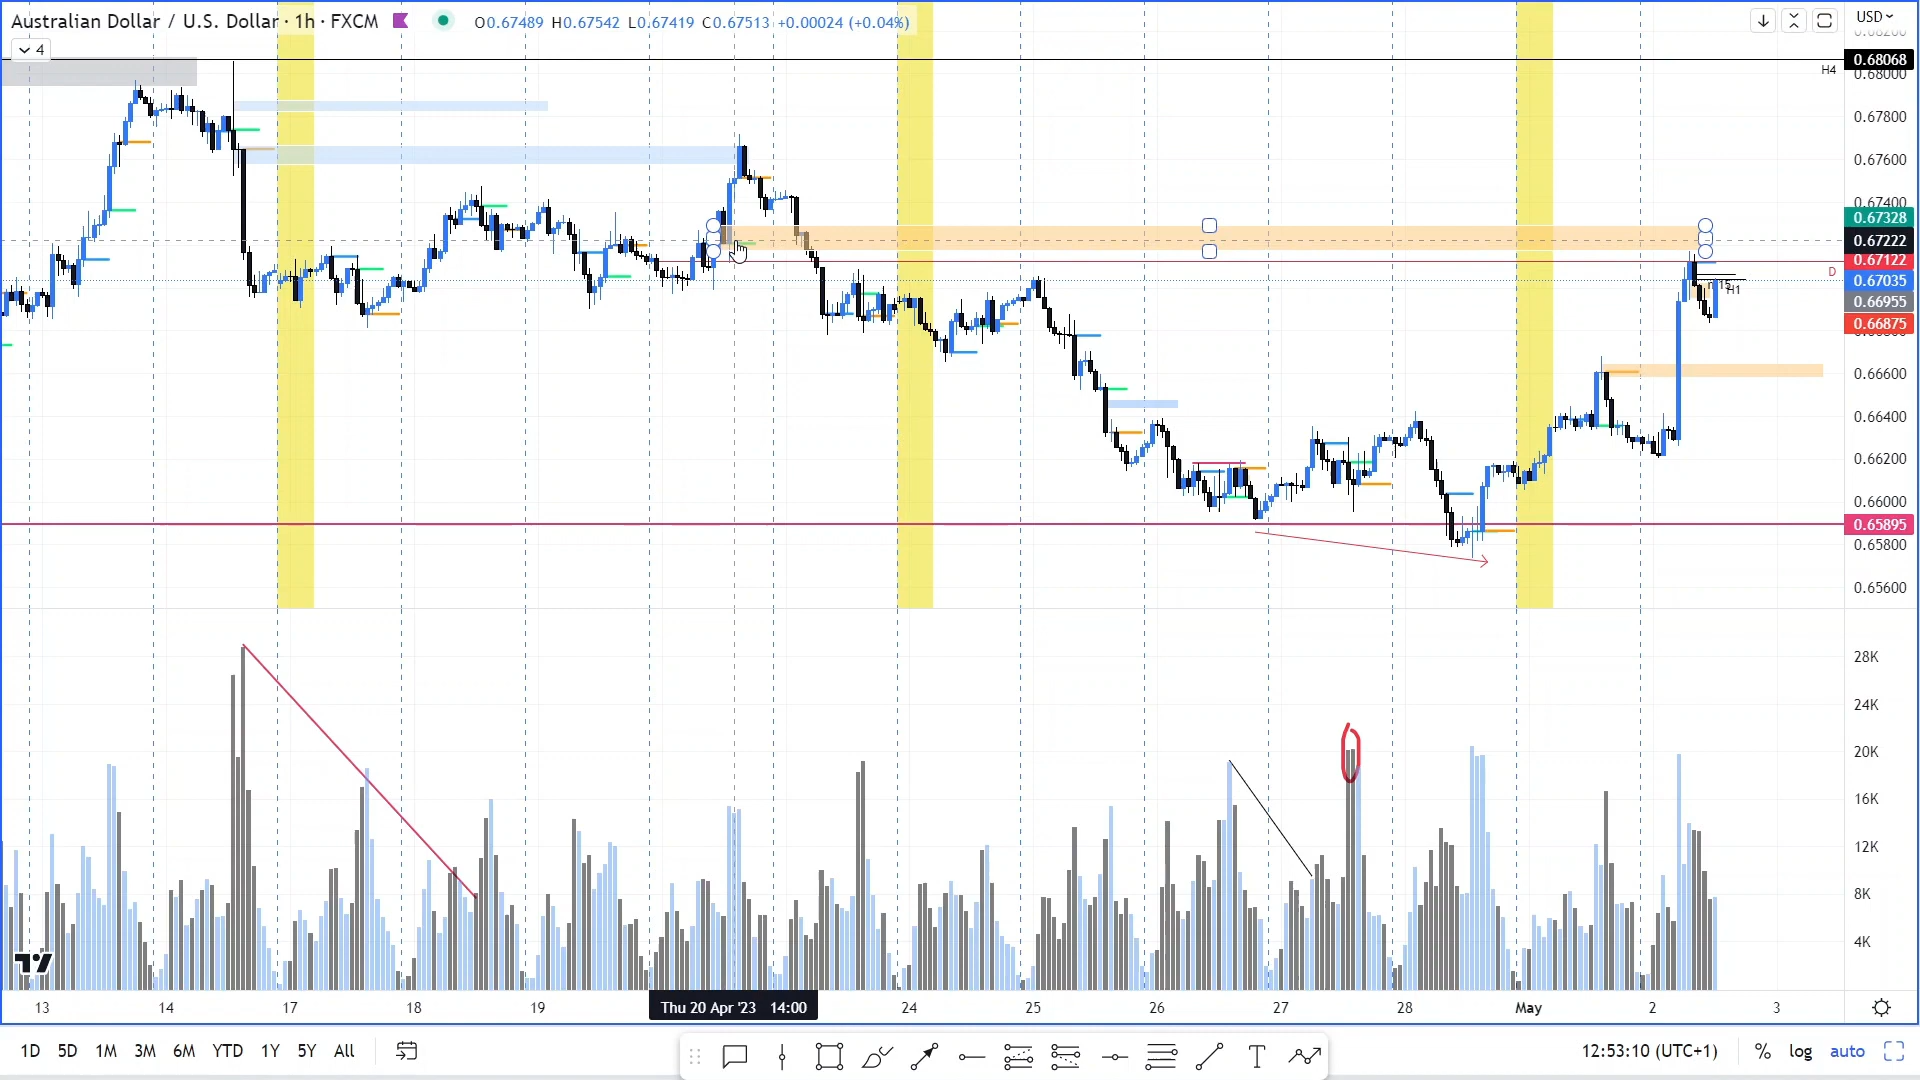 Australian Dollar / U.S. Dollar · 1h · FXCM O0.67489 H0.67542 L0.67419 C0.67513 +0.00024 (+0.04%)
USD
4
0.68200
0.68068
H4
0.68000
0.67800
0.67600
0.67400
0.67328
0.67222
0.67122
D
0.67035
H1
0.66955
0.66875
0.66600
0.66400
0.66200
0.66000
0.65895
0.65800
0.65600
28K
24K
20K
16K
12K
8K
4K
13 14 17 18 19 Thu 20 Apr '23 14:00 24 25 26 27 28 May 2 3
1D 5D 1M 3M 6M YTD 1Y 5Y All
T
12:53:10 (UTC+1) % log auto